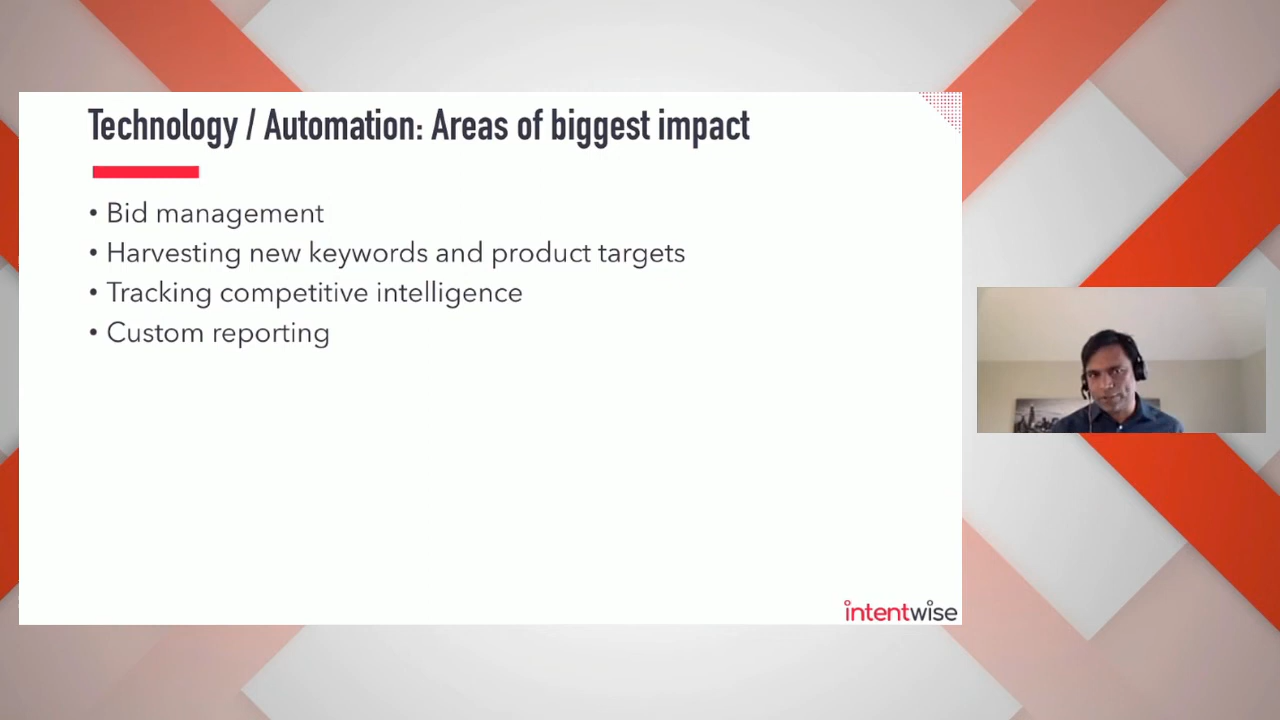 Technology / Automation: Areas of biggest impact
• Bid management
• Harvesting new keywords and product targets
• Tracking competitive intelligence
• Custom reporting
intentwise